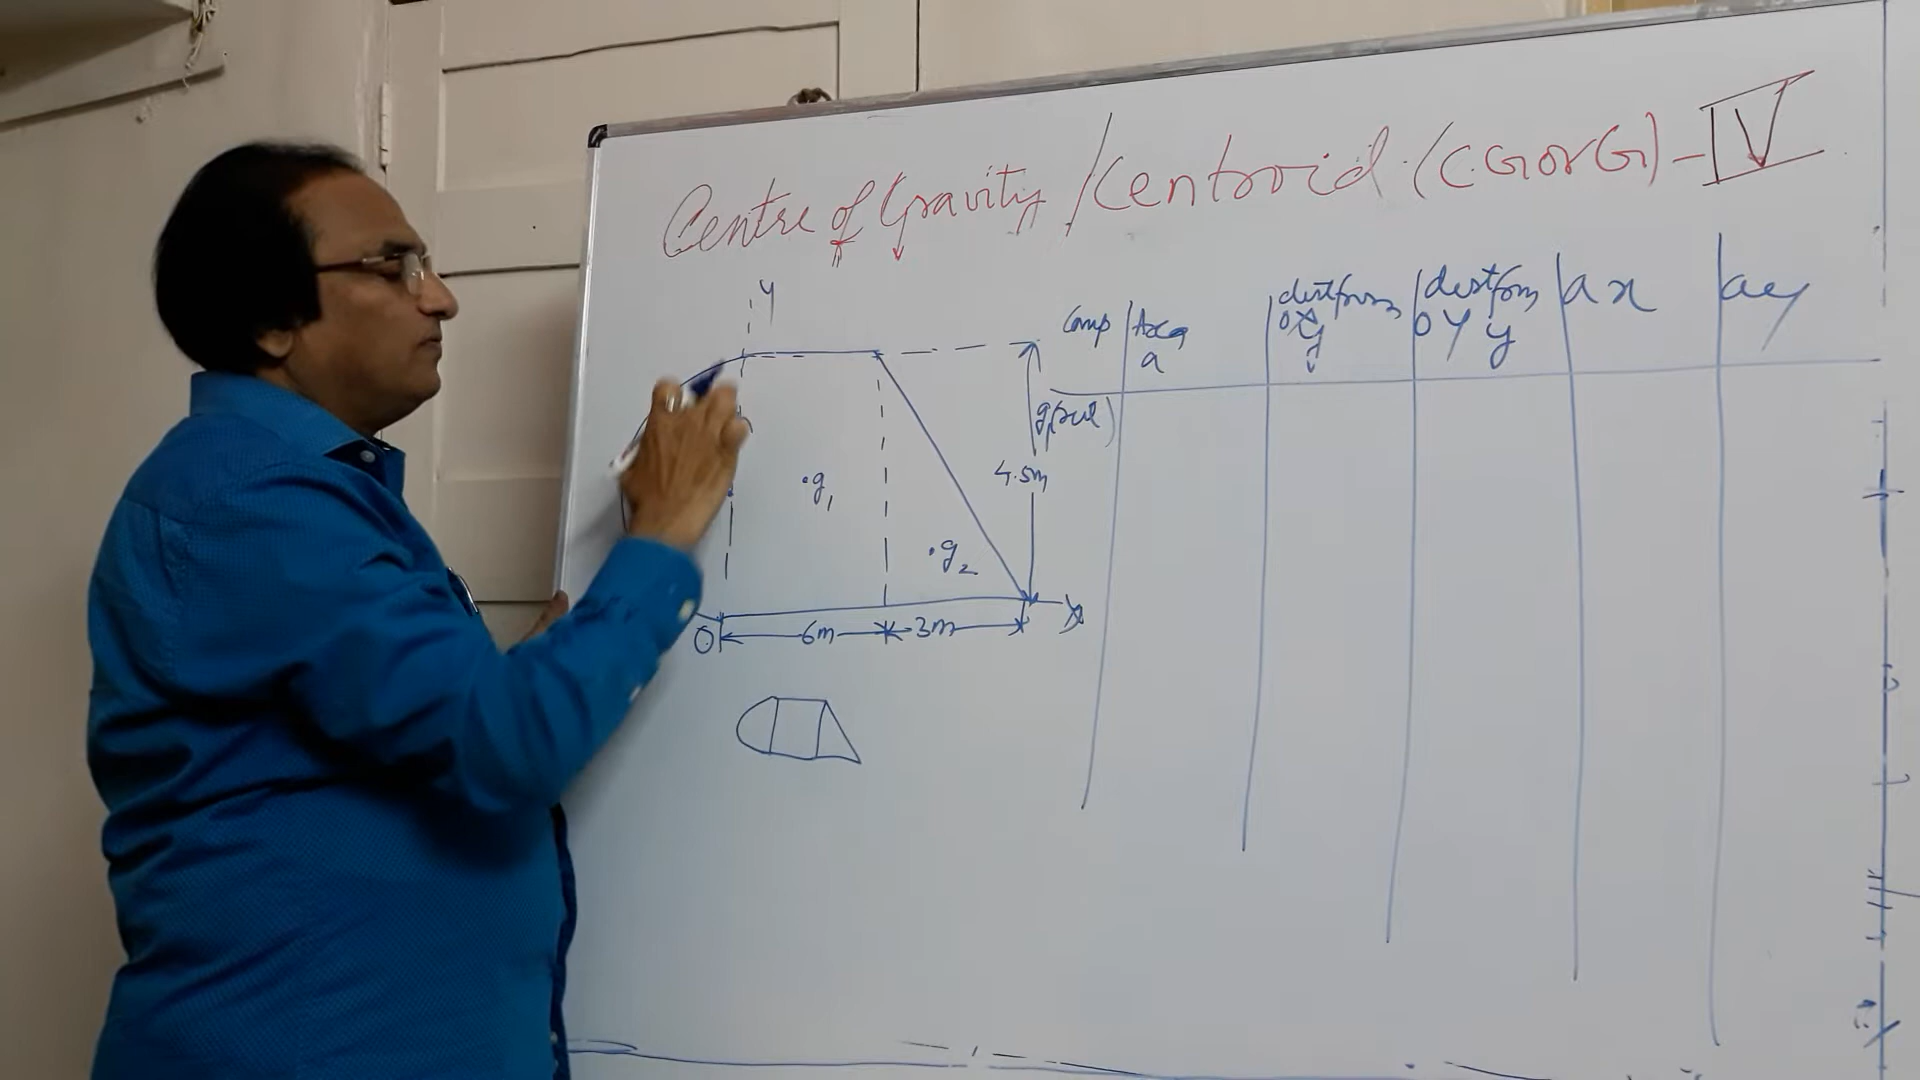 Centre of Gravity / Centroid (C.G or G) - IV
y
Comp
Area
a
dist from
OX
y
dist from
OY y
ax
ay
g1
4.5m
.g1
.g2
O
6m
3m
X